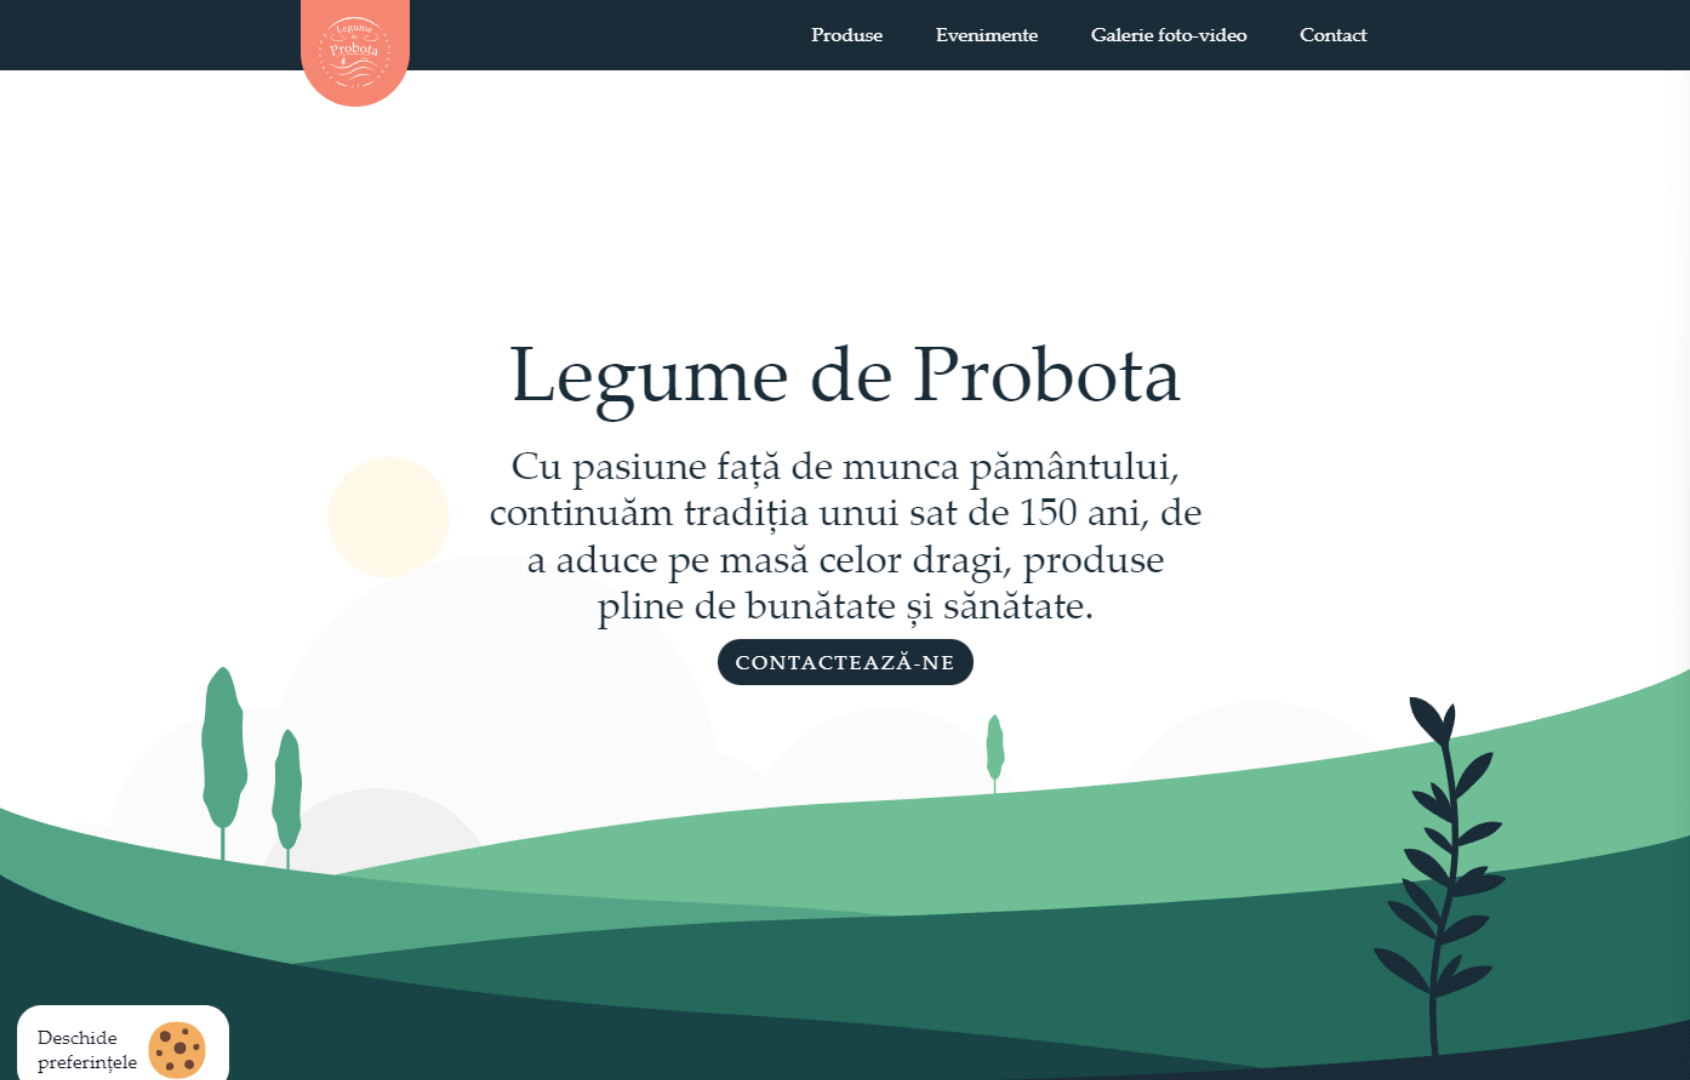 Legume
de
Probota
Produse
Evenimente
Galerie foto-video
Contact
Legume de Probota
Cu pasiune față de munca pământului,
continuăm tradiția unui sat de 150 ani, de
a aduce pe masă celor dragi, produse
pline de bunătate și sănătate.
CONTACTEAZĂ-NE
Deschide
preferințele